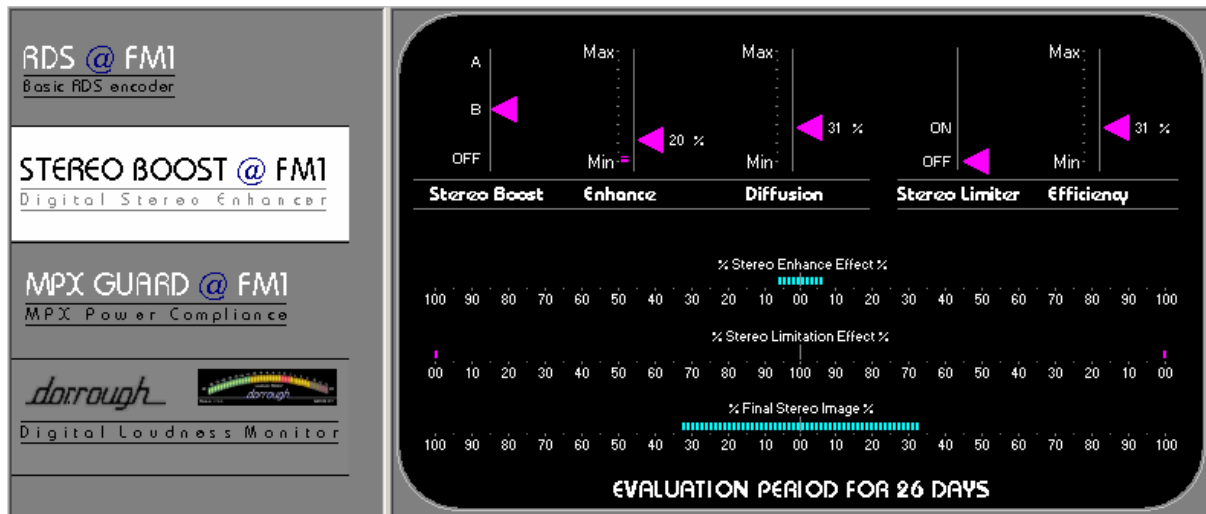 RDS @ FM1
Basic RDS encoder
STEREO BOOST @ FM1
Digital Stereo Enhancer
MPX GUARD @ FM1
MPX Power Compliance
dorrough
dorrough
Digital Loudness Monitor
A
B
OFF
Stereo Boost
Max
20 %
Min
Enhance
Max
31 %
Min
Diffusion
ON
OFF
Stereo Limiter
Max
31 %
Min
Efficiency
% Stereo Enhance Effect %
100 90 80 70 60 50 40 30 20 10 00 10 20 30 40 50 60 70 80 90 100
% Stereo Limitation Effect %
00 10 20 30 40 50 60 70 80 90 100 90 80 70 60 50 40 30 20 10 00
% Final Stereo Image %
100 90 80 70 60 50 40 30 20 10 00 10 20 30 40 50 60 70 80 90 100
EVALUATION PERIOD FOR 26 DAYS